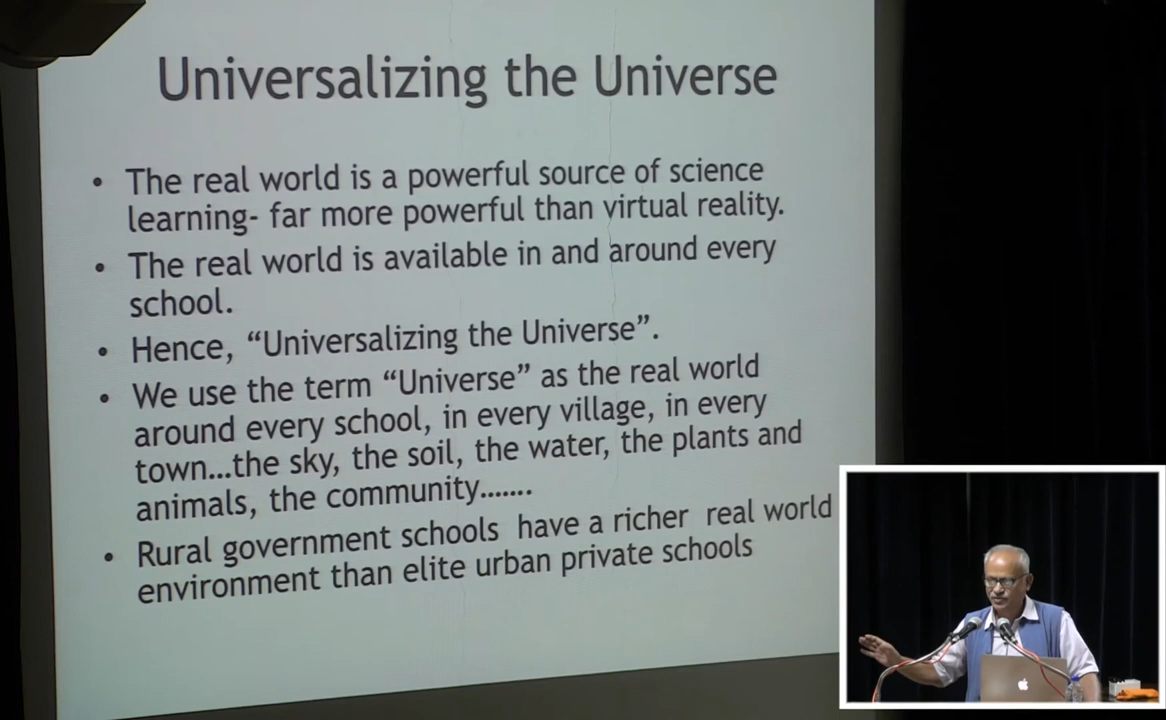 Universalizing the Universe
• The real world is a powerful source of science
learning- far more powerful than virtual reality.
• The real world is available in and around every
school.
• Hence, “Universalizing the Universe”.
• We use the term “Universe” as the real world
around every school, in every village, in every
town...the sky, the soil, the water, the plants and
animals, the community.......
• Rural government schools have a richer real world
environment than elite urban private schools